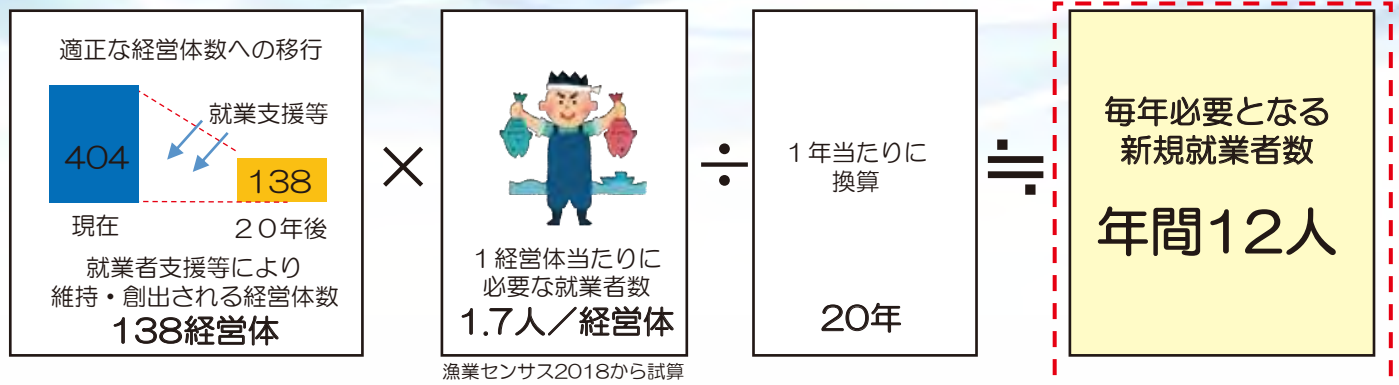 適正な経営体数への移行
就業支援等
404
138
現在
２０年後
就業者支援等により
維持・創出される経営体数
138経営体
×
１経営体当たりに
必要な就業者数
1.7人／経営体
漁業センサス2018から試算
÷
１年当たりに
換算
20年
≒
毎年必要となる
新規就業者数
年間12人